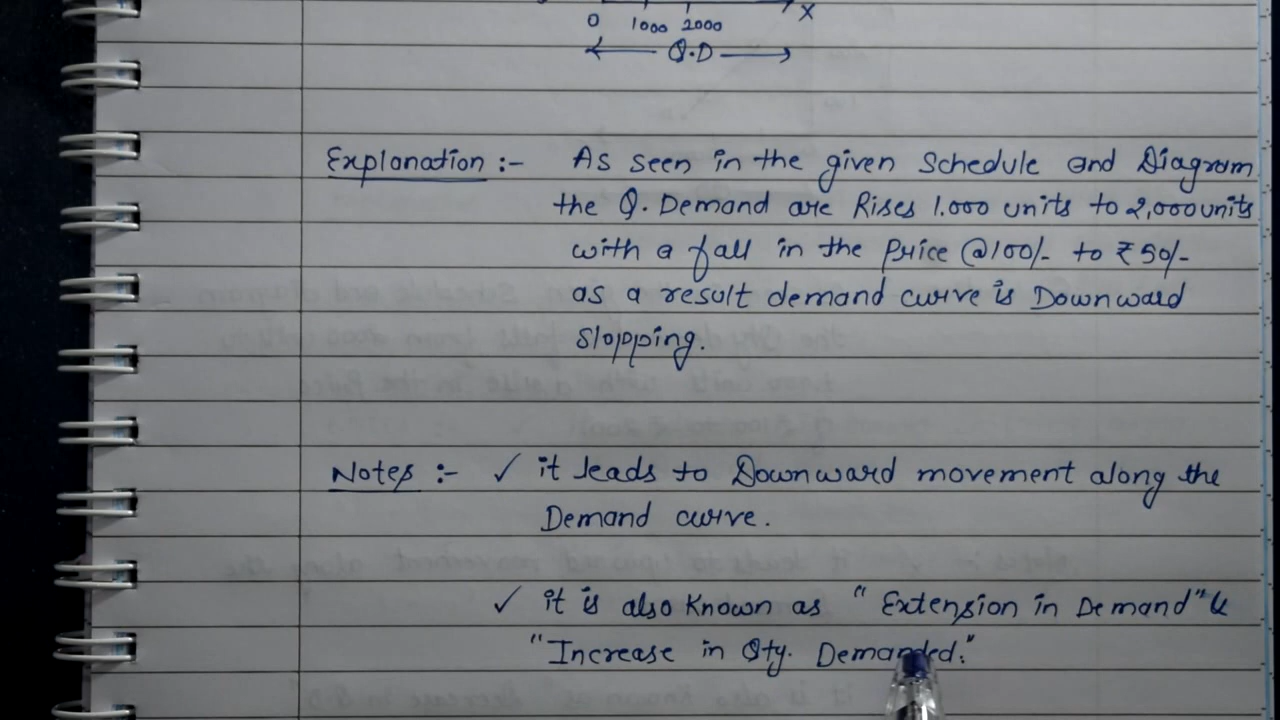 0 1000 2000 X
Q.D
Explanation :- As seen in the given Schedule and Diagram
the Q. Demand are Rises 1.000 units to 2,000 units
with a fall in the Price @100/- to ₹50/-
as a result demand curve is Downward
Slopping.
Notes :- ✓ it leads to Downward movement along the
Demand curve.
✓ it is also Known as "Extension in Demand" &
"Increase in Qty. Demanded."